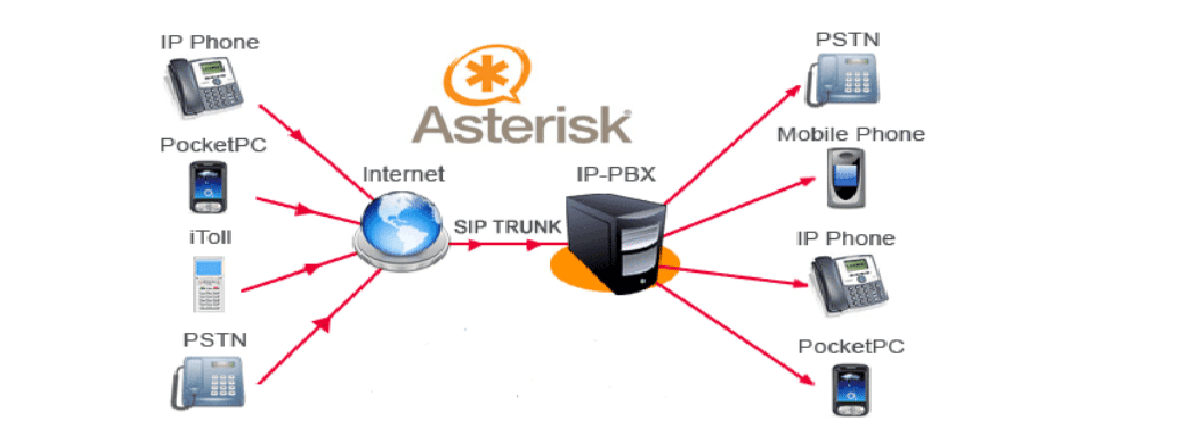 IP Phone
PocketPC
iToll
PSTN
Asterisk
Internet
SIP TRUNK
IP-PBX
PSTN
Mobile Phone
IP Phone
PocketPC